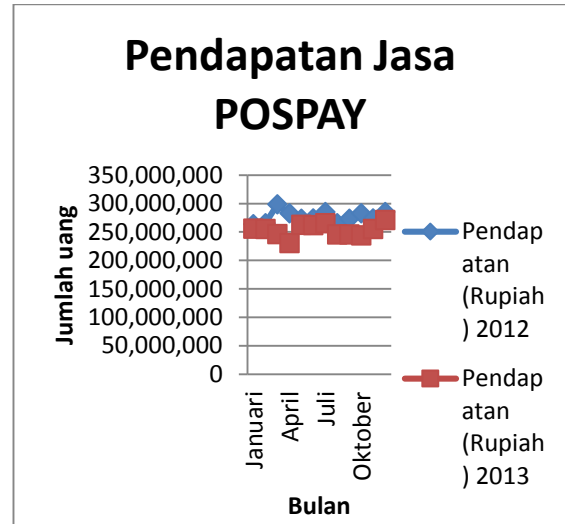 Pendapatan Jasa
POSPAY
350,000,000
300,000,000
250,000,000
200,000,000
150,000,000
100,000,000
50,000,000
0
Jumlah uang
Januari
April
Juli
Oktober
Bulan
Pendap
atan
(Rupiah
) 2012
Pendap
atan
(Rupiah
) 2013